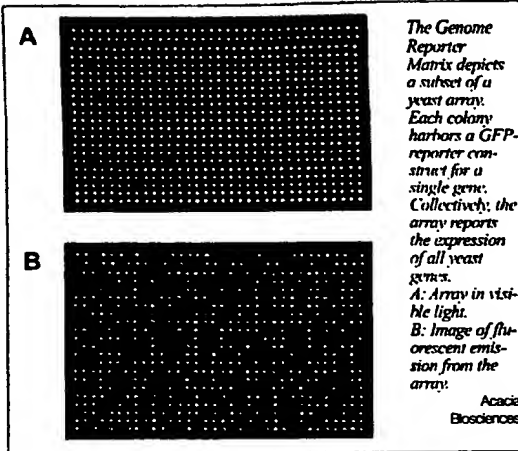 A
B
The Genome
Reporter
Matrix depicts
a subset of a
yeast array.
Each colony
harbors a GFP-
reporter con-
struct for a
single gene.
Collectively, the
array reports
the expression
of all yeast
genes.
A: Array in visi-
ble light.
B: Image of flu-
orescent emis-
sion from the
array.
Acacia
Biosciences